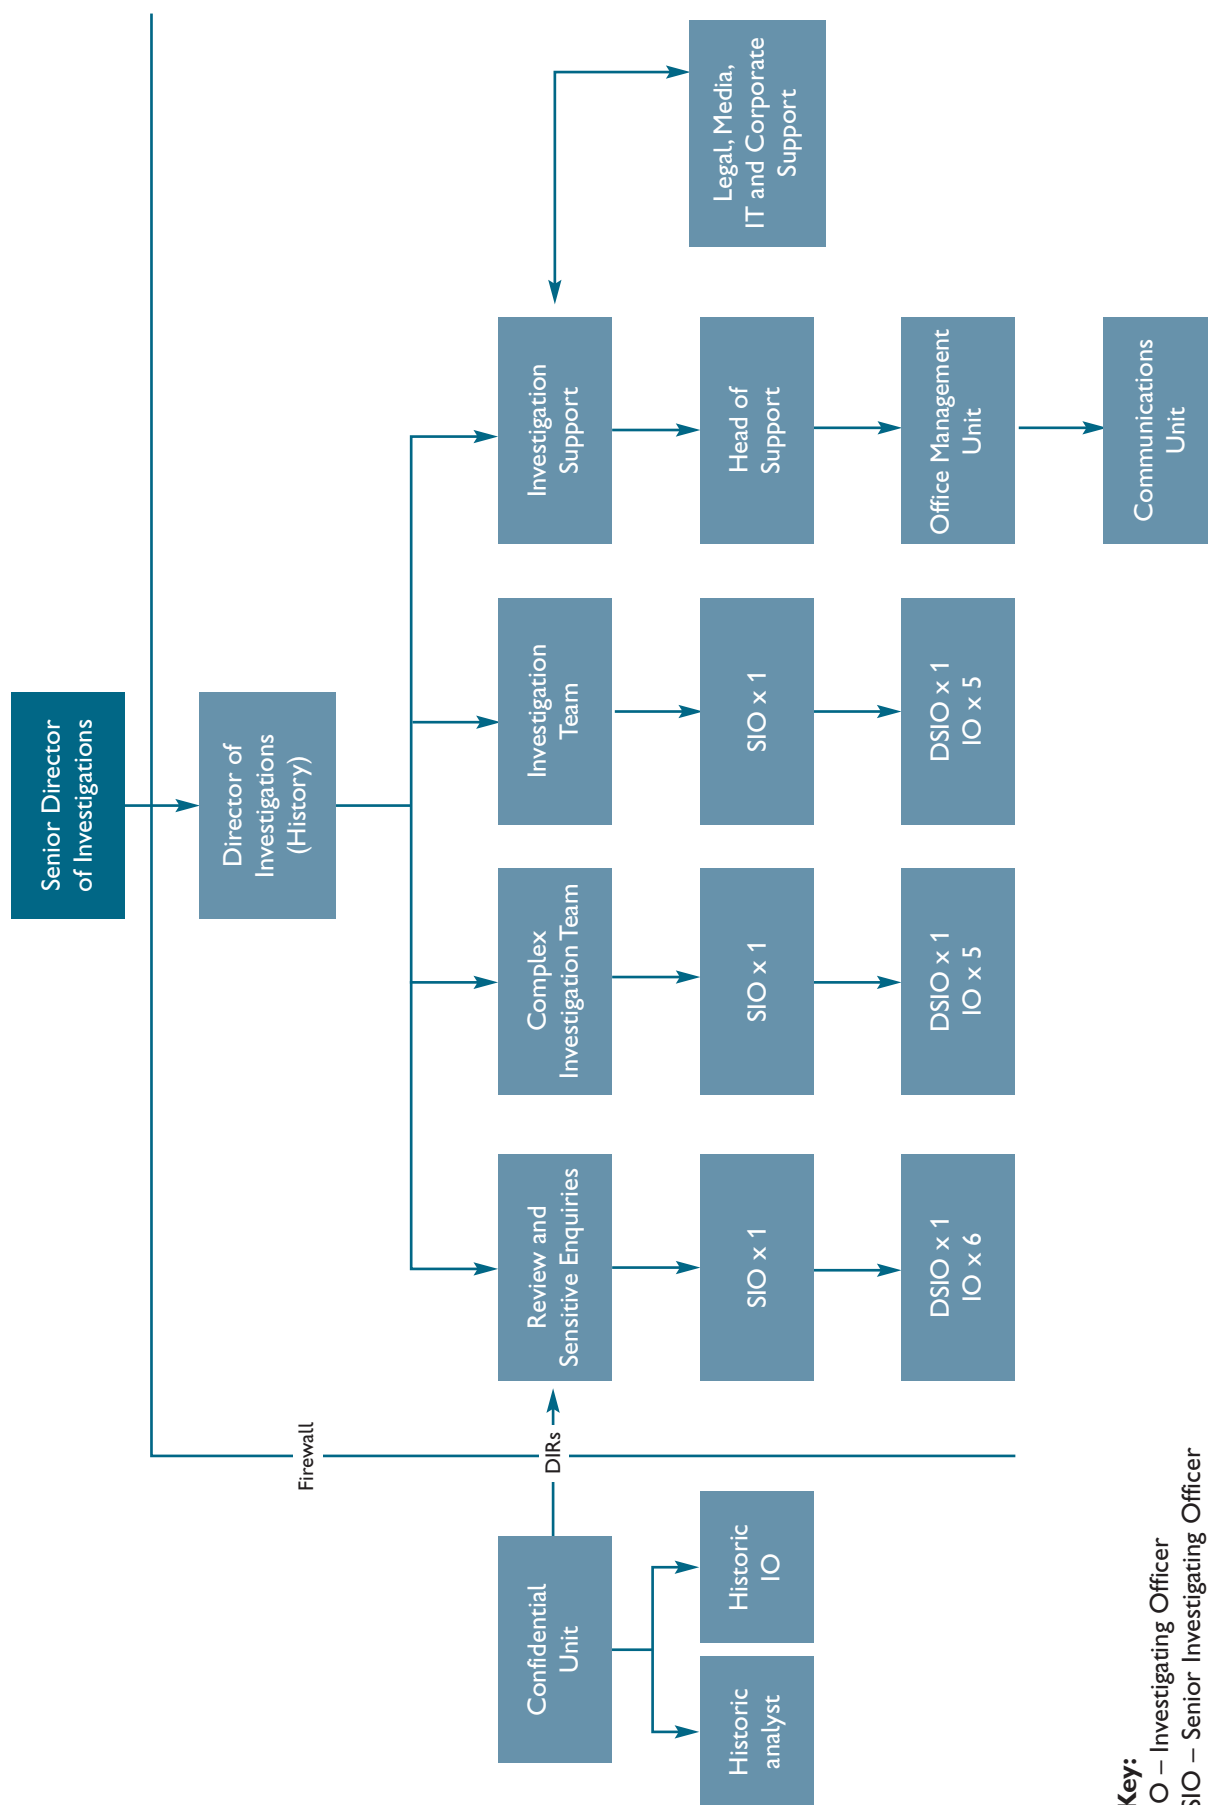 Senior Director
of Investigations
Director of
Investigations
(History)
Firewall
Confidential
Unit
DIRs
Review and
Sensitive Enquiries
Complex
Investigation Team
Investigation
Team
Investigation
Support
Legal, Media,
IT and Corporate
Support
Historic
analyst
Historic
IO
SIO x 1
SIO x 1
SIO x 1
Head of
Support
DSIO x 1
IO x 6
DSIO x 1
IO x 5
DSIO x 1
IO x 5
Office Management
Unit
Communications
Unit
Key:
IO – Investigating Officer
SIO – Senior Investigating Officer